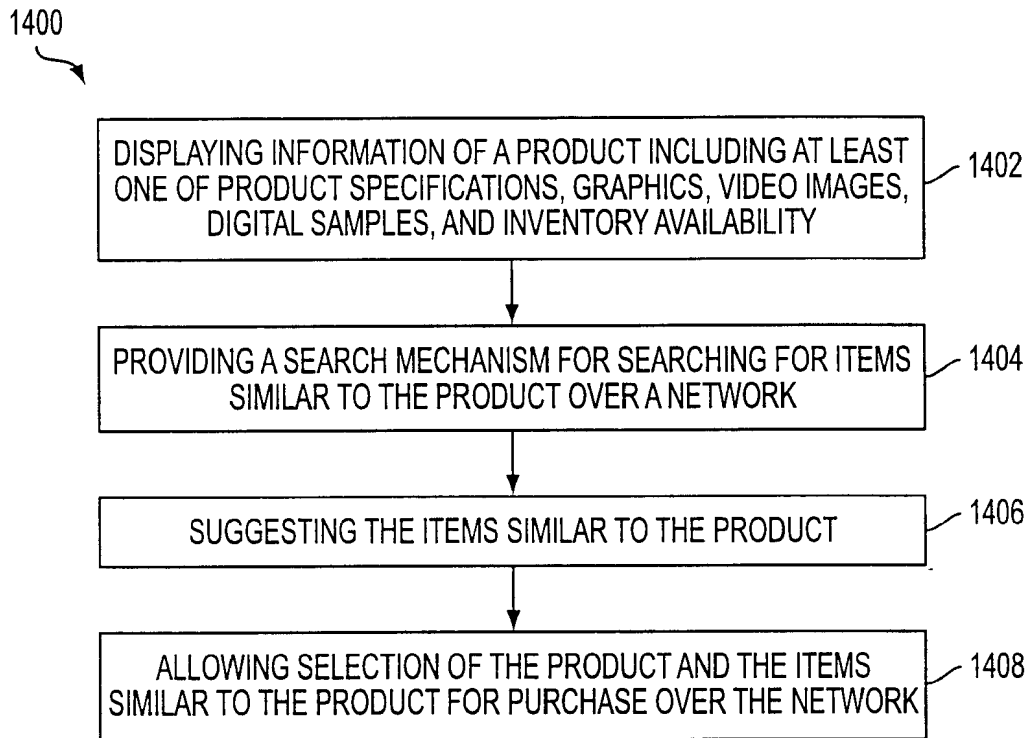 1400
DISPLAYING INFORMATION OF A PRODUCT INCLUDING AT LEAST
ONE OF PRODUCT SPECIFICATIONS, GRAPHICS, VIDEO IMAGES,
DIGITAL SAMPLES, AND INVENTORY AVAILABILITY
1402
PROVIDING A SEARCH MECHANISM FOR SEARCHING FOR ITEMS
SIMILAR TO THE PRODUCT OVER A NETWORK
1404
SUGGESTING THE ITEMS SIMILAR TO THE PRODUCT
1406
ALLOWING SELECTION OF THE PRODUCT AND THE ITEMS
SIMILAR TO THE PRODUCT FOR PURCHASE OVER THE NETWORK
1408